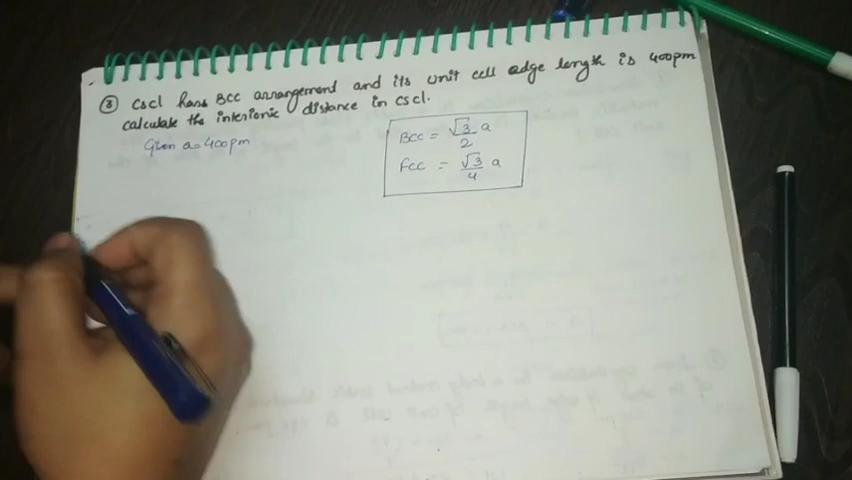 ③ CsCl has BCC arrangement and its unit cell edge length is 400pm
calculate the interionic distance in CsCl.
Given a=400pm
BCC = √3/2 a
FCC = √3/4 a